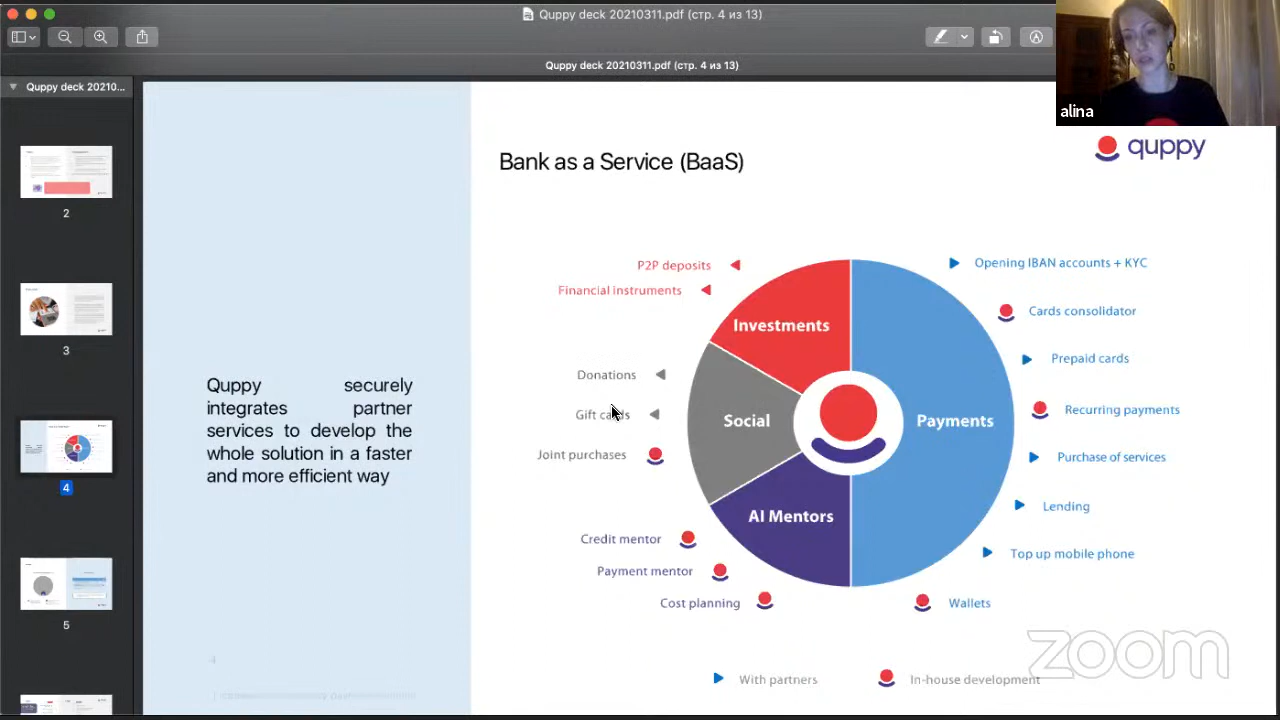 Quppy deck 20210311.pdf (стр. 4 из 13)
Quppy deck 20210311.pdf (стр. 4 из 13)
Quppy deck 20210...
2
3
4
5
alina
quppy
Bank as a Service (BaaS)
Quppy securely
integrates partner
services to develop the
whole solution in a faster
and more efficient way
P2P deposits
Financial instruments
Donations
Gift cards
Joint purchases
Credit mentor
Payment mentor
Cost planning
Investments
Social
AI Mentors
Payments
Opening IBAN accounts + KYC
Cards consolidator
Prepaid cards
Recurring payments
Purchase of services
Lending
Top up mobile phone
Wallets
With partners
In-house development
4
zoom